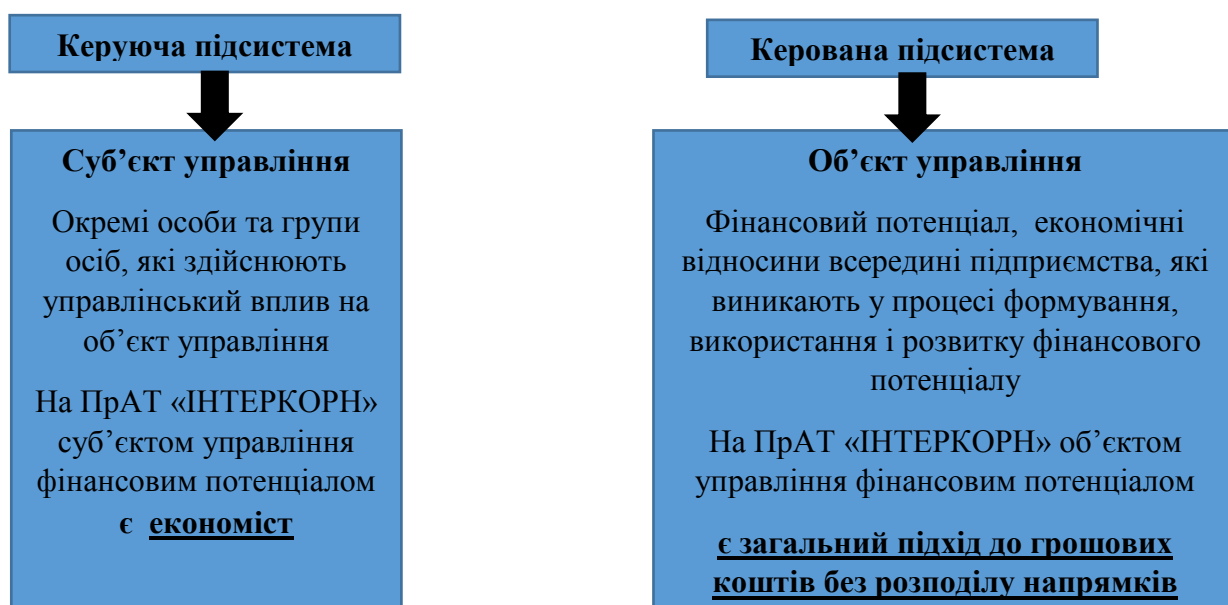 Керуюча підсистема
Суб’єкт управління
Окремі особи та групи
осіб, які здійснюють
управлінський вплив на
об’єкт управління
На ПрАТ «ІНТЕРКОРН»
суб’єктом управління
фінансовим потенціалом
є економіст
Керована підсистема
Об’єкт управління
Фінансовий потенціал, економічні
відносини всередині підприємства, які
виникають у процесі формування,
використання і розвитку фінансового
потенціалу
На ПрАТ «ІНТЕРКОРН» об’єктом
управління фінансовим потенціалом
є загальний підхід до грошових
коштів без розподілу напрямків